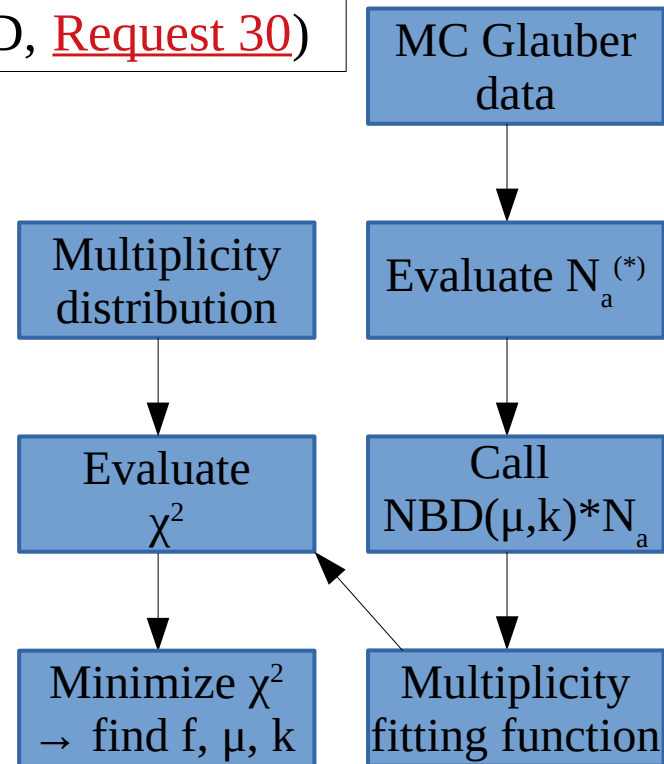 D, Request 30)
MC Glauber
data
Multiplicity
distribution
Evaluate Nₐ⁽*⁾
Evaluate
χ²
Call
NBD(μ,k)*Nₐ
Minimize χ²
→ find f, μ, k
Multiplicity
fitting function